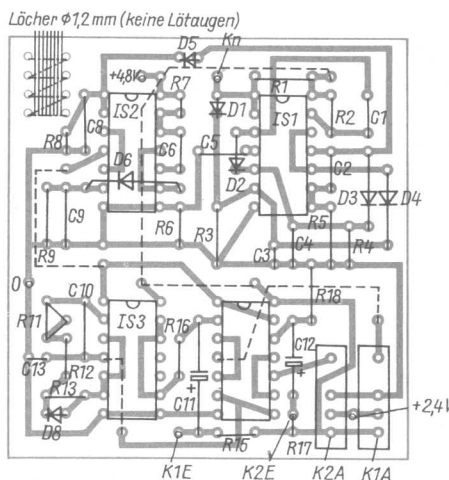 Löcher ϕ1,2 mm (keine Lötaugen)
D5
Kn
+4,8V
R7
R1
IS2
D1
IS1
R2
C1
R8
C8
D6
C6
C5
C2
D2
D3
D4
C9
R6
R3
R5
R9
C3
C4
R4
0
C10
R18
R11
IS3
R16
C12
C13
R12
+
+
R13
C11
+2,4V
D8
R15
R17
K1E
K2E
K2A
K1A